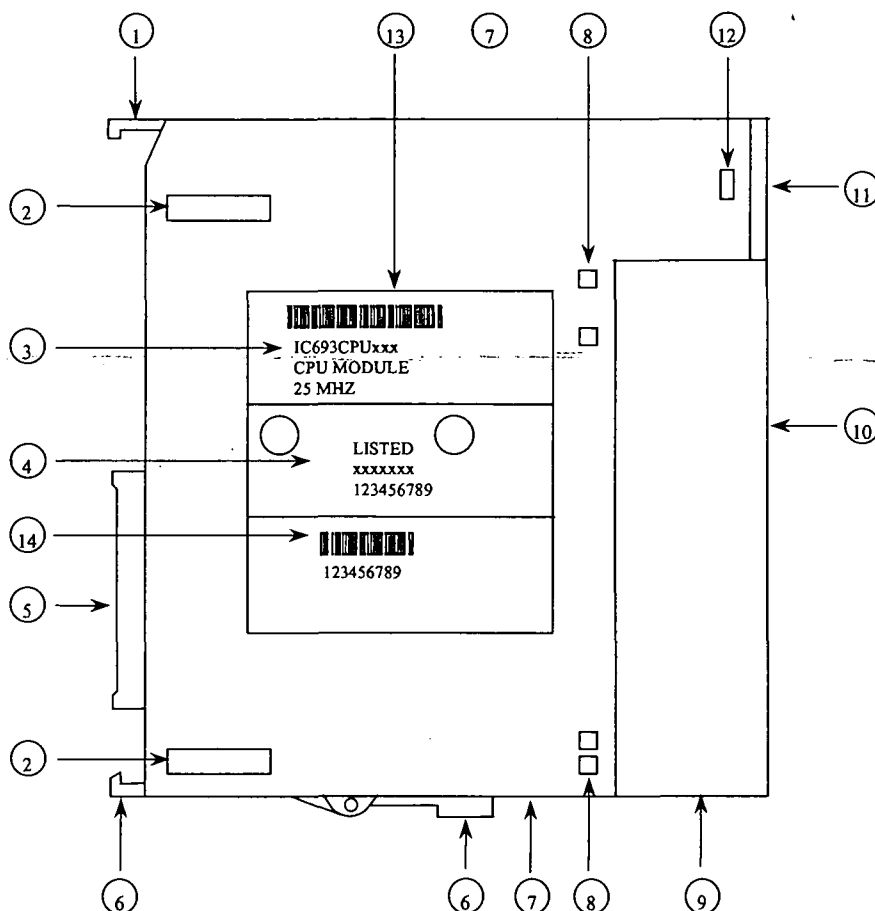 1 13 7 8 12
2
11
3
IC693CPUxxx
CPU MODULE
25 MHZ
10
4
LISTED
xxxxxxx
123456789
14
123456789
5
2
6 6 7 8 9